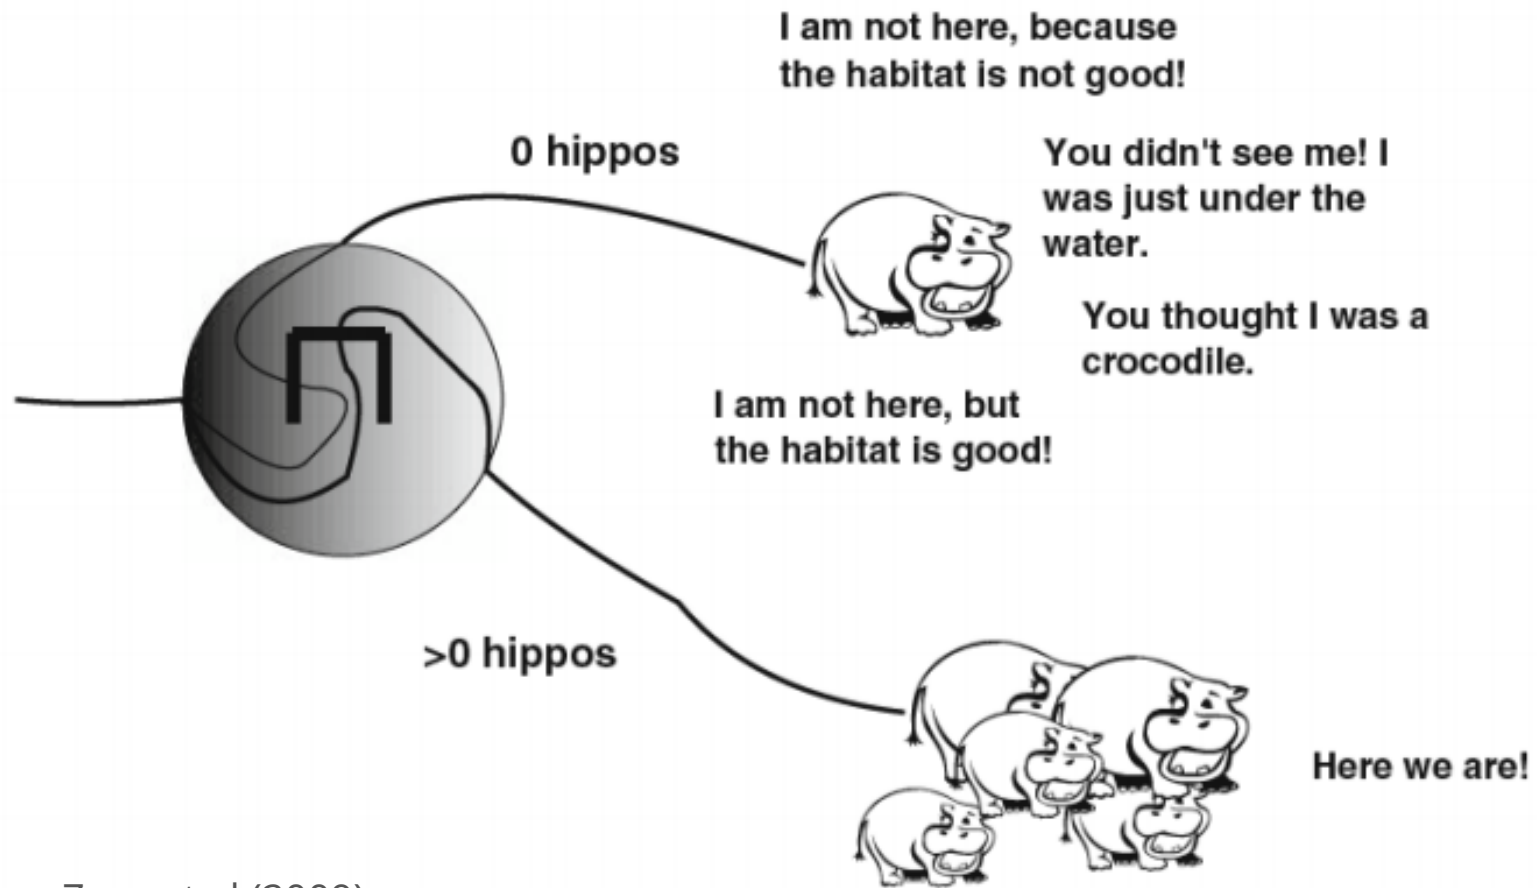 I am not here, because
the habitat is not good!
0 hippos
You didn't see me! I
was just under the
water.
You thought I was a
crocodile.
I am not here, but
the habitat is good!
>0 hippos
Here we are!